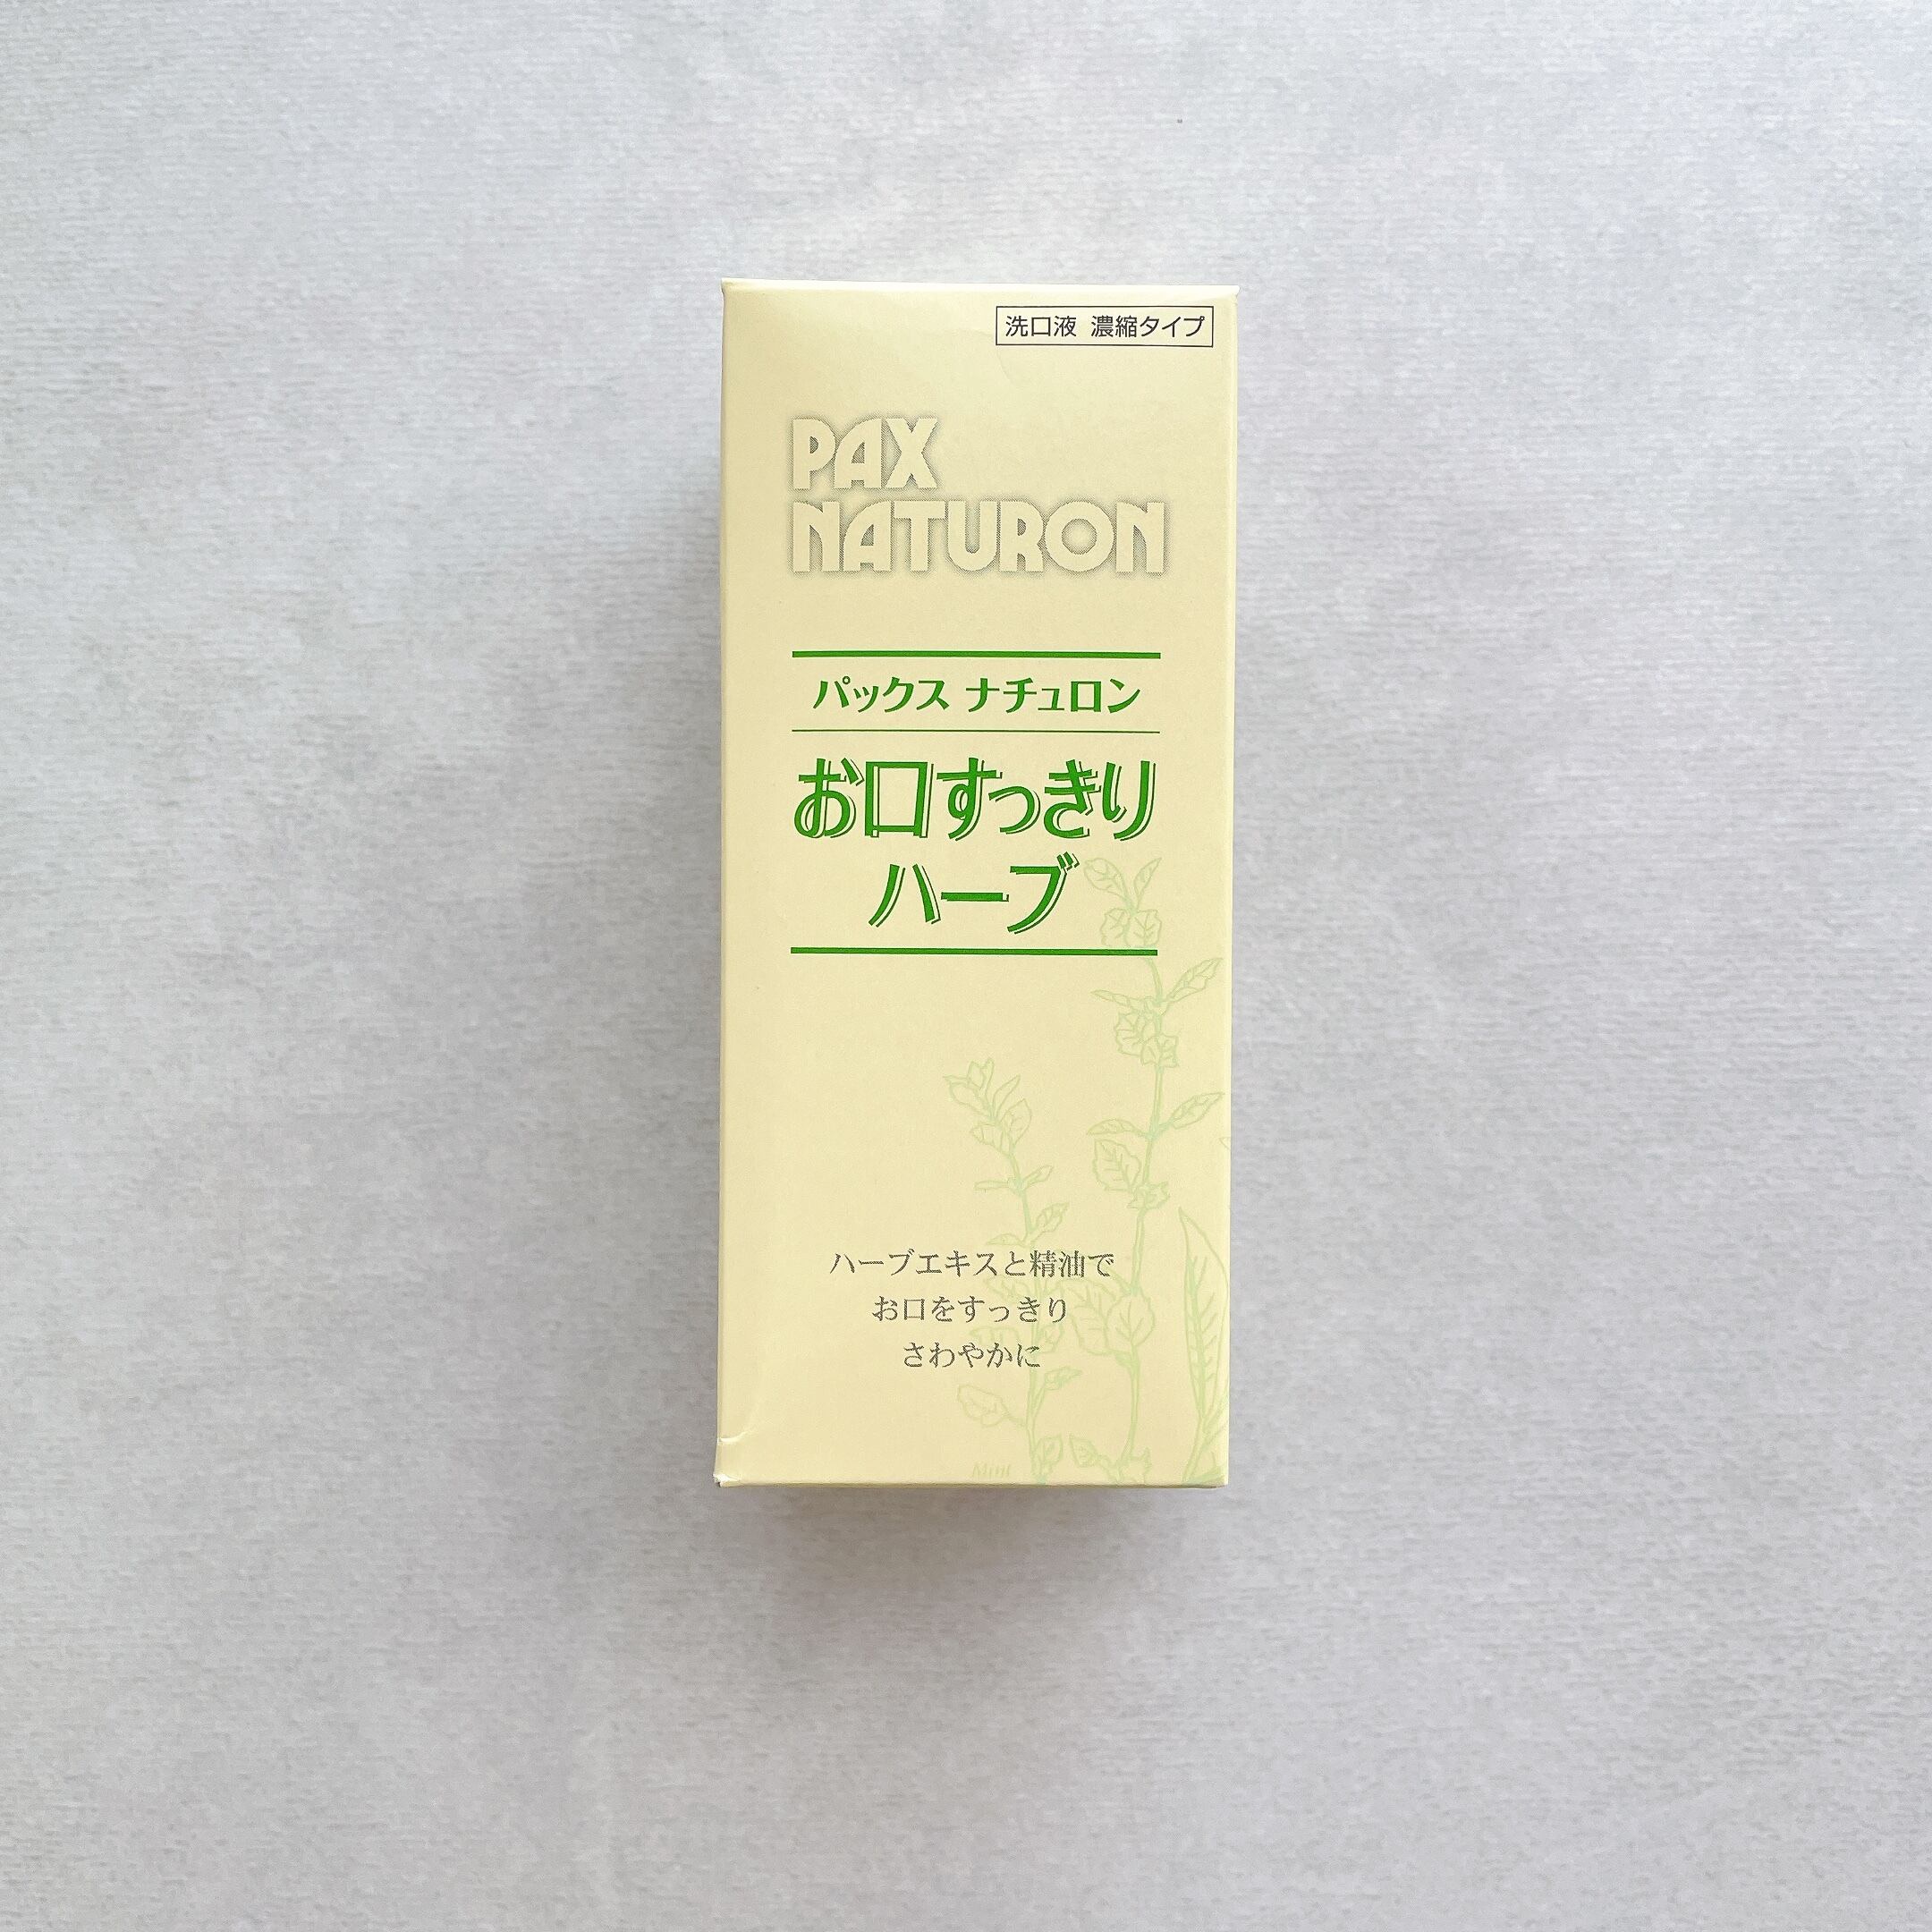 洗口液 濃縮タイプ
PAX
NATURON
パックス ナチュロン
お口すっきり
ハーブ
ハーブエキスと精油で
お口をすっきり
さわやかに